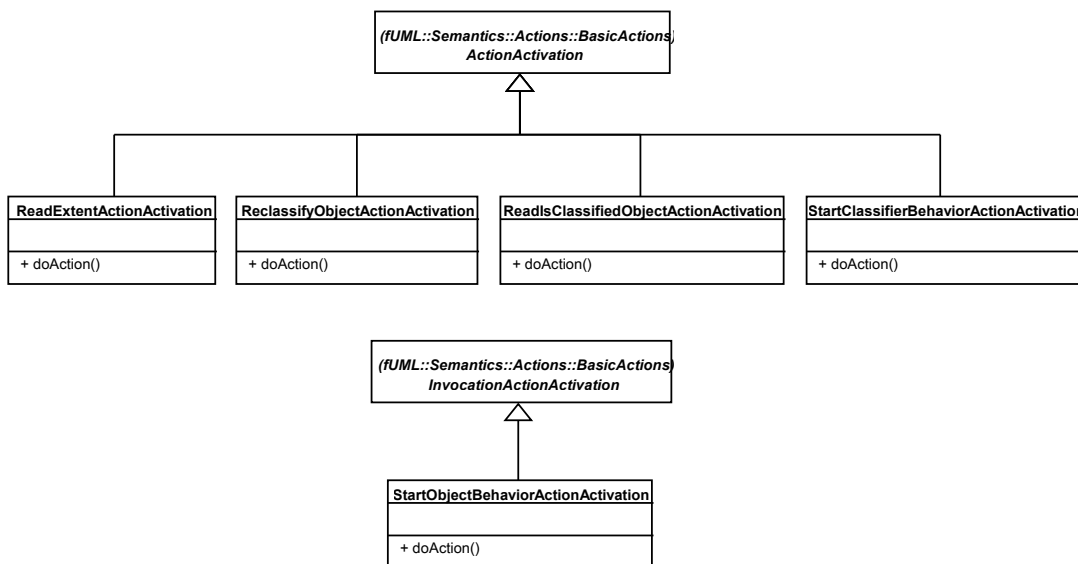 (fUML::Semantics::Actions::BasicActions)
ActionActivation
ReadExtentActionActivation
ReclassifyObjectActionActivation
ReadIsClassifiedObjectActionActivation
StartClassifierBehaviorActionActivation
+ doAction()
+ doAction()
+ doAction()
+ doAction()
(fUML::Semantics::Actions::BasicActions)
InvocationActionActivation
StartObjectBehaviorActionActivation
+ doAction()